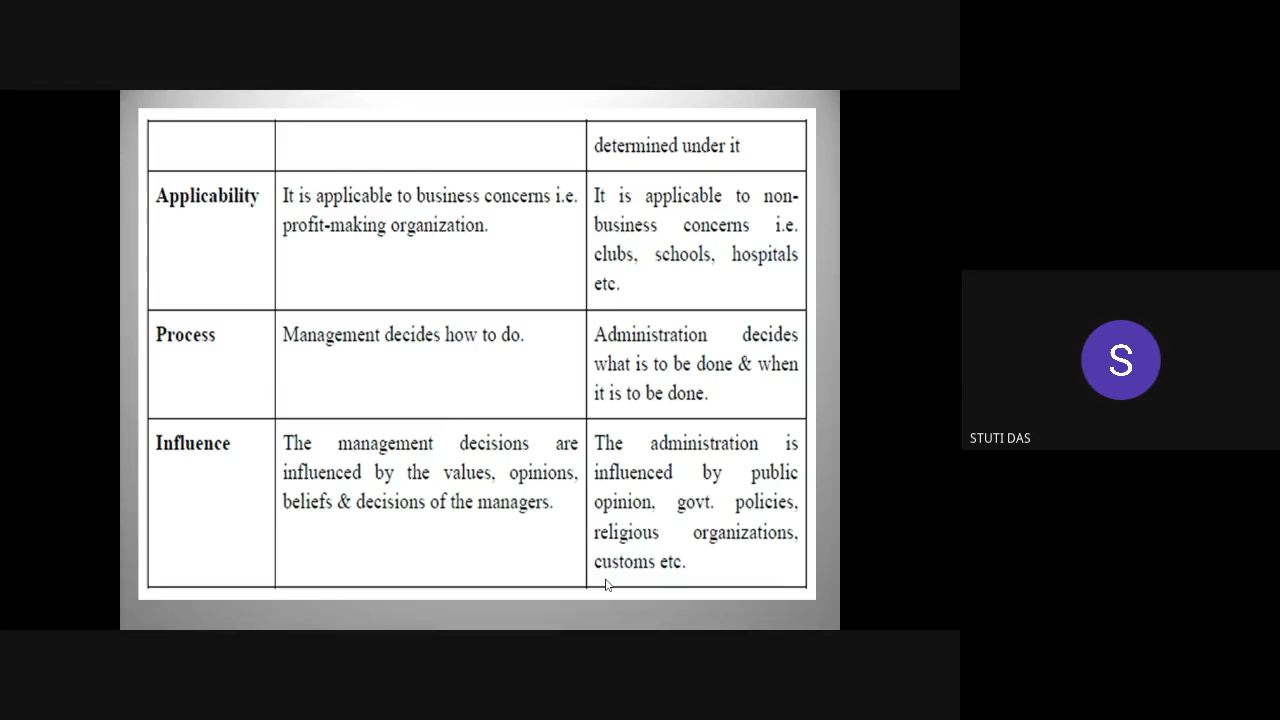 determined under it
Applicability
It is applicable to business concerns i.e.
profit-making organization.
It is applicable to non-
business concerns i.e.
clubs, schools, hospitals
etc.
Process
Management decides how to do.
Administration decides
what is to be done & when
it is to be done.
Influence
The management decisions are
influenced by the values, opinions,
beliefs & decisions of the managers.
The administration is
influenced by public
opinion, govt. policies,
religious organizations,
customs etc.
S
STUTI DAS